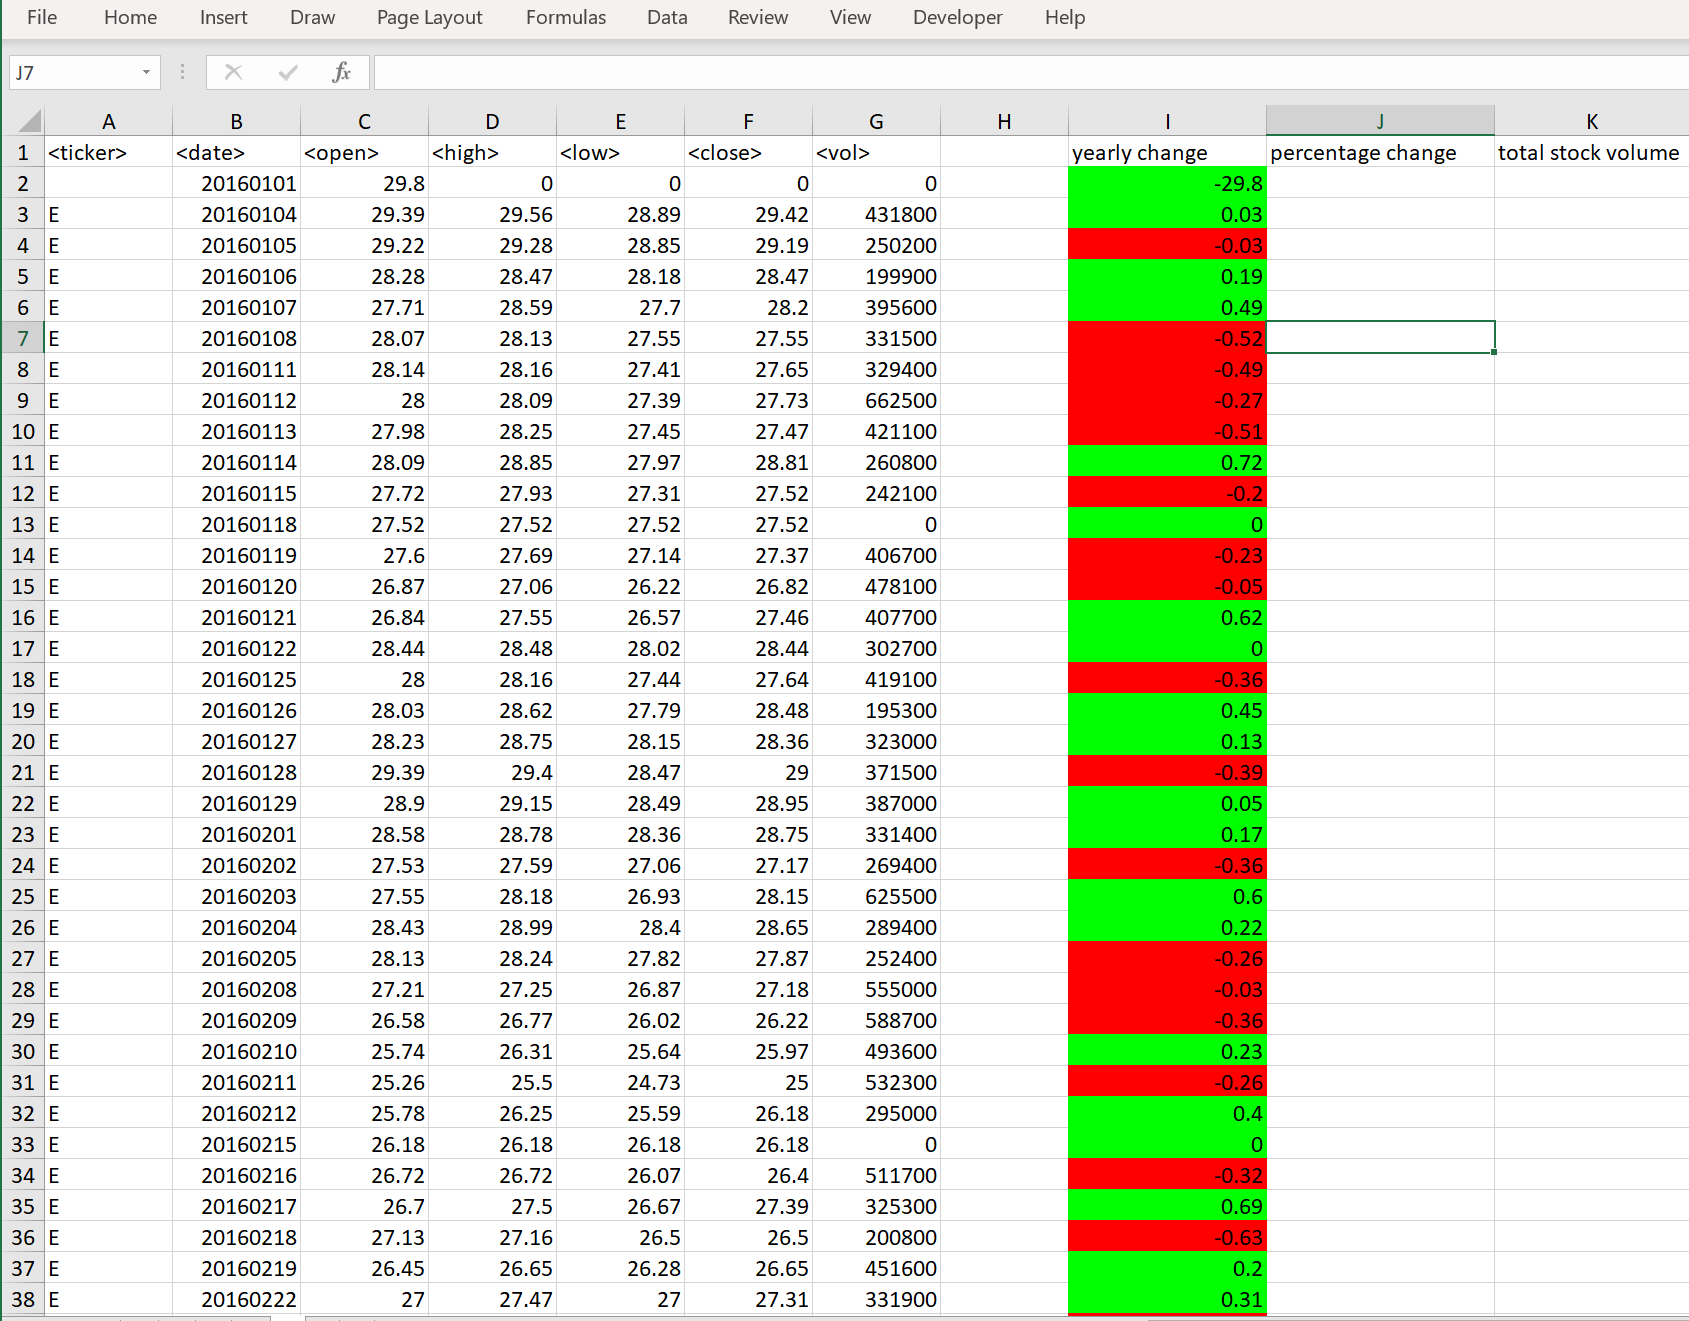 File Home Insert Draw Page Layout Formulas Data Review View Developer Help
J7 fx
A B C D E F G H I J K
1 <ticker> <date> <open> <high> <low> <close> <vol> yearly change percentage change total stock volume
2 20160101 29.8 0 0 0 0 -29.8
3 E 20160104 29.39 29.56 28.89 29.42 431800 0.03
4 E 20160105 29.22 29.28 28.85 29.19 250200 -0.03
5 E 20160106 28.28 28.47 28.18 28.47 199900 0.19
6 E 20160107 27.71 28.59 27.7 28.2 395600 0.49
7 E 20160108 28.07 28.13 27.55 27.55 331500 -0.52
8 E 20160111 28.14 28.16 27.41 27.65 329400 -0.49
9 E 20160112 28 28.09 27.39 27.73 662500 -0.27
10 E 20160113 27.98 28.25 27.45 27.47 421100 -0.51
11 E 20160114 28.09 28.85 27.97 28.81 260800 0.72
12 E 20160115 27.72 27.93 27.31 27.52 242100 -0.2
13 E 20160118 27.52 27.52 27.52 27.52 0 0
14 E 20160119 27.6 27.69 27.14 27.37 406700 -0.23
15 E 20160120 26.87 27.06 26.22 26.82 478100 -0.05
16 E 20160121 26.84 27.55 26.57 27.46 407700 0.62
17 E 20160122 28.44 28.48 28.02 28.44 302700 0
18 E 20160125 28 28.16 27.44 27.64 419100 -0.36
19 E 20160126 28.03 28.62 27.79 28.48 195300 0.45
20 E 20160127 28.23 28.75 28.15 28.36 323000 0.13
21 E 20160128 29.39 29.4 28.47 29 371500 -0.39
22 E 20160129 28.9 29.15 28.49 28.95 387000 0.05
23 E 20160201 28.58 28.78 28.36 28.75 331400 0.17
24 E 20160202 27.53 27.59 27.06 27.17 269400 -0.36
25 E 20160203 27.55 28.18 26.93 28.15 625500 0.6
26 E 20160204 28.43 28.99 28.4 28.65 289400 0.22
27 E 20160205 28.13 28.24 27.82 27.87 252400 -0.26
28 E 20160208 27.21 27.25 26.87 27.18 555000 -0.03
29 E 20160209 26.58 26.77 26.02 26.22 588700 -0.36
30 E 20160210 25.74 26.31 25.64 25.97 493600 0.23
31 E 20160211 25.26 25.5 24.73 25 532300 -0.26
32 E 20160212 25.78 26.25 25.59 26.18 295000 0.4
33 E 20160215 26.18 26.18 26.18 26.18 0 0
34 E 20160216 26.72 26.72 26.07 26.4 511700 -0.32
35 E 20160217 26.7 27.5 26.67 27.39 325300 0.69
36 E 20160218 27.13 27.16 26.5 26.5 200800 -0.63
37 E 20160219 26.45 26.65 26.28 26.65 451600 0.2
38 E 20160222 27 27.47 27 27.31 331900 0.31